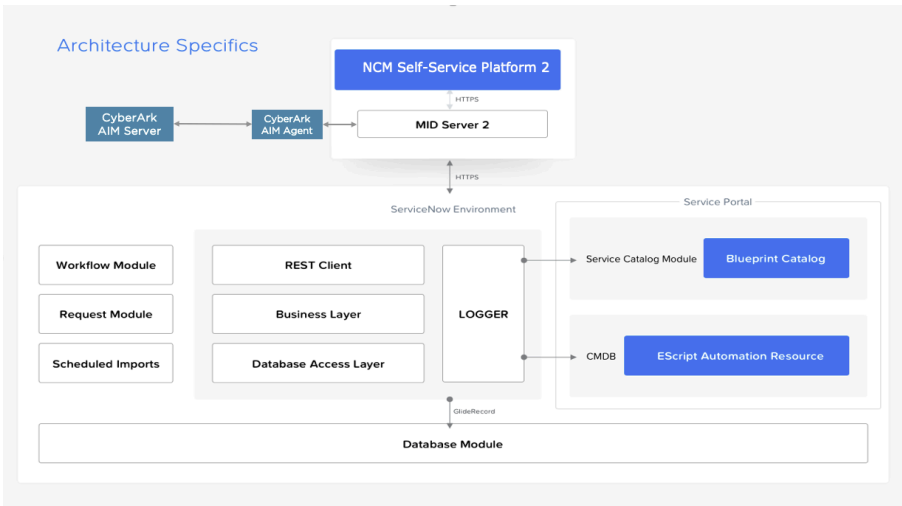 Architecture Specifics
NCM Self-Service Platform 2
HTTPS
CyberArk
AIM Server
CyberArk
AIM Agent
MID Server 2
HTTPS
ServiceNow Environment
Service Portal
Workflow Module
REST Client
Service Catalog Module
Blueprint Catalog
Request Module
Business Layer
LOGGER
Scheduled Imports
Database Access Layer
CMDB
EScript Automation Resource
GlideRecord
Database Module